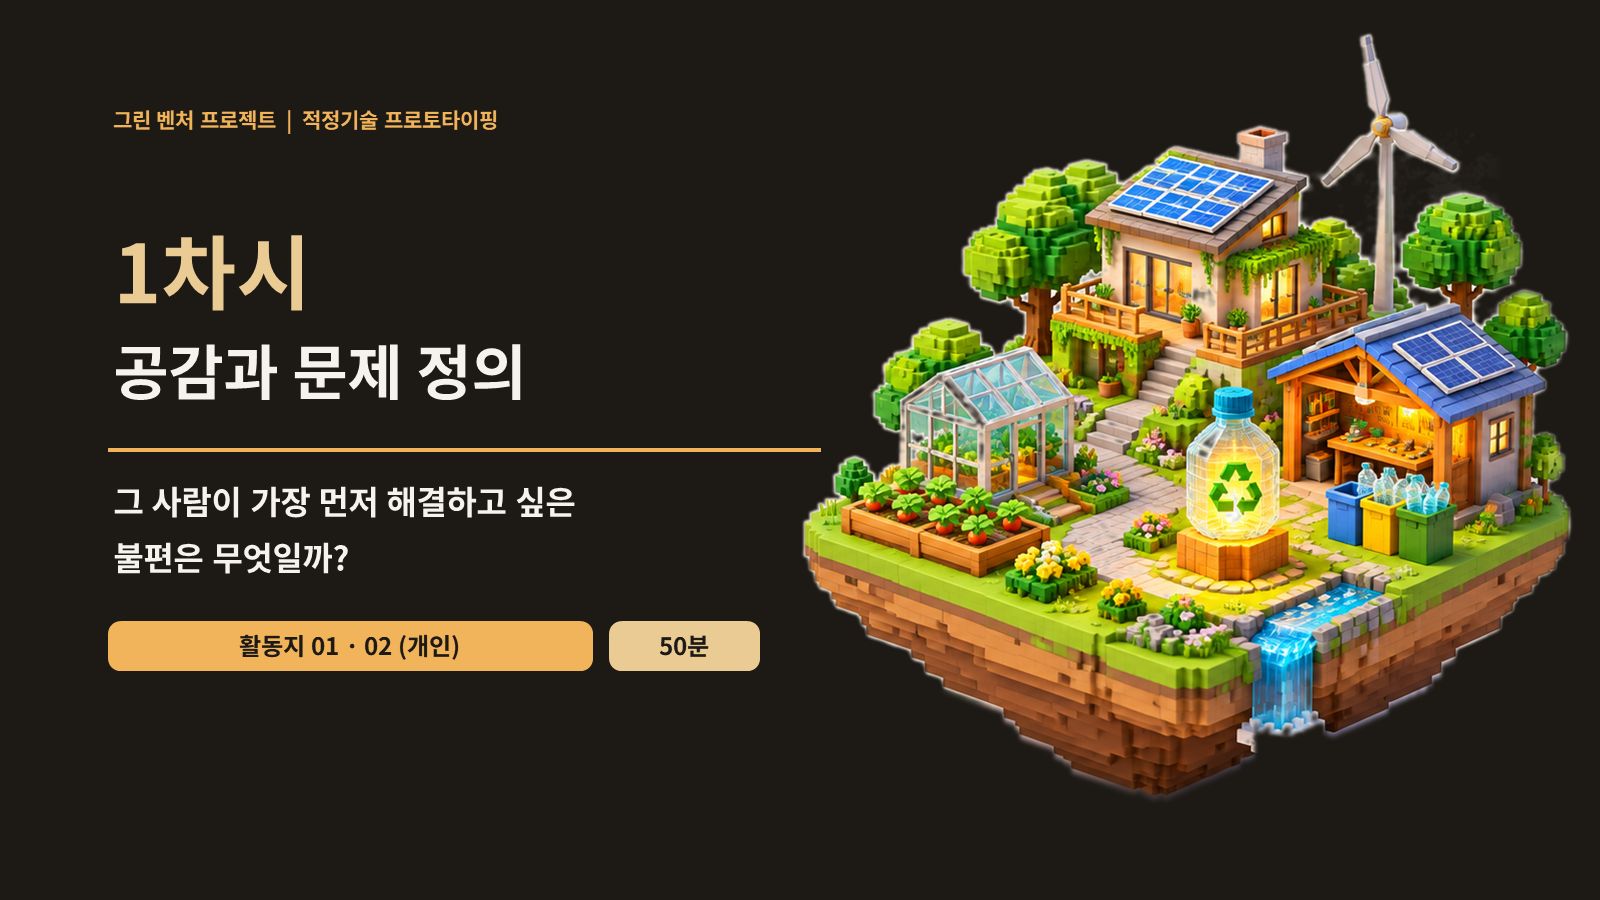 그린 벤처 프로젝트 | 적정기술 프로토타이핑
1차시
공감과 문제 정의
그 사람이 가장 먼저 해결하고 싶은
불편은 무엇일까?
활동지 01 · 02 (개인)
50분